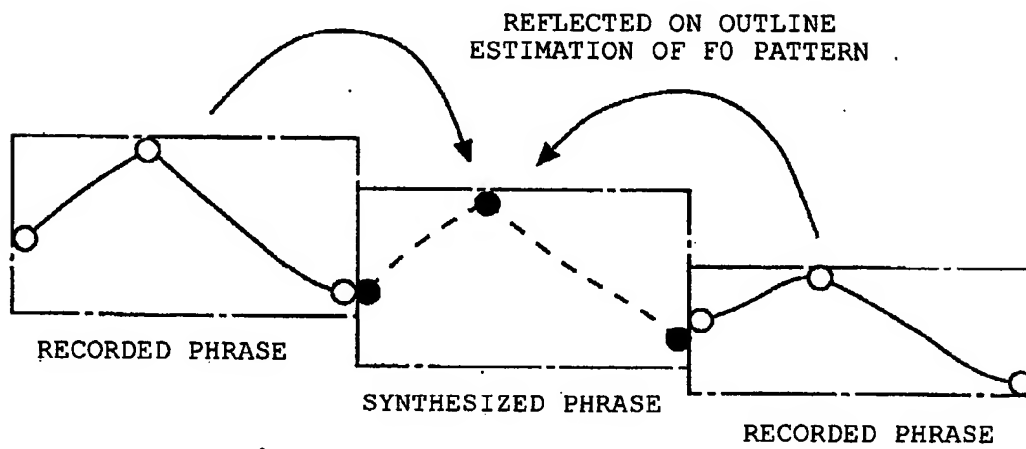 REFLECTED ON OUTLINE
ESTIMATION OF F0 PATTERN
RECORDED PHRASE
SYNTHESIZED PHRASE
RECORDED PHRASE